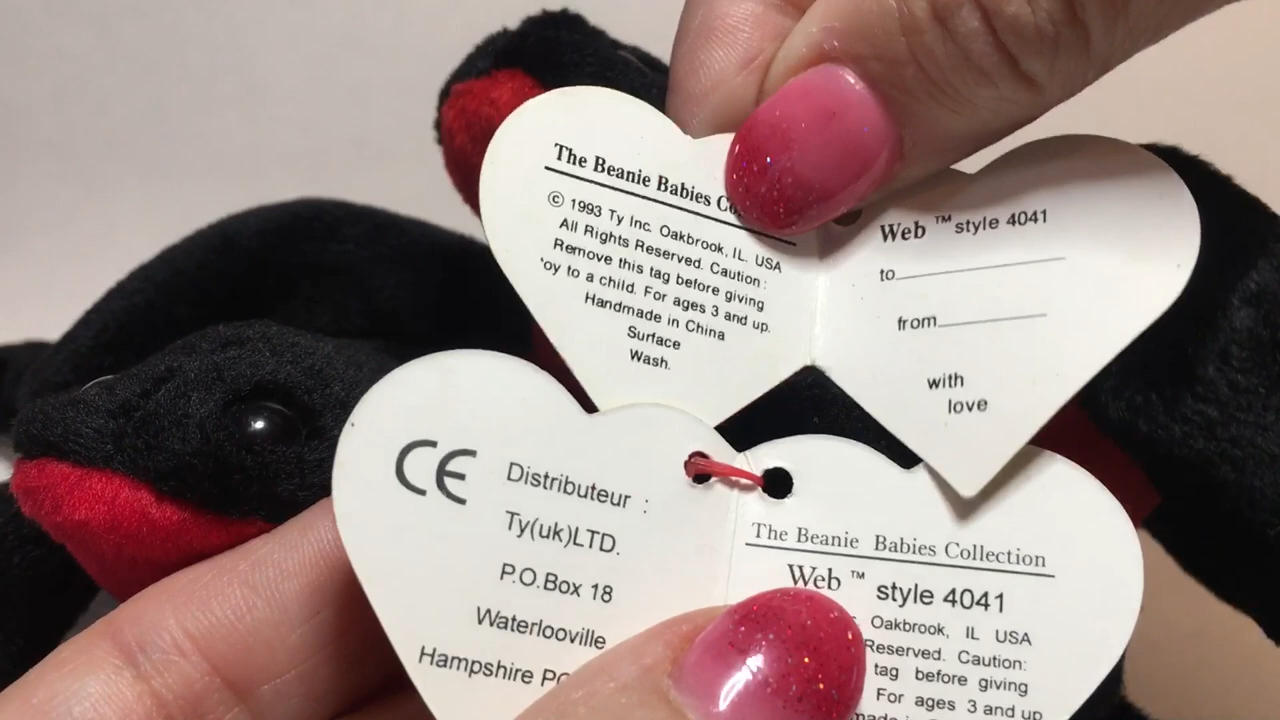 The Beanie Babies
© 1993 Ty Inc. Oakbrook, IL. USA
All Rights Reserved. Caution :
Remove this tag before giving
'oy to a child. For ages 3 and up.
Handmade in China
Surface
Wash.
Web ™ style 4041
to
from
with
love
CE
Distributeur :
Ty(uk)LTD.
P.O.Box 18
Waterlooville
Hampshire
The Beanie Babies Collection
Web ™ style 4041
Oakbrook, IL USA
Reserved. Caution:
tag before giving
For ages 3 and up